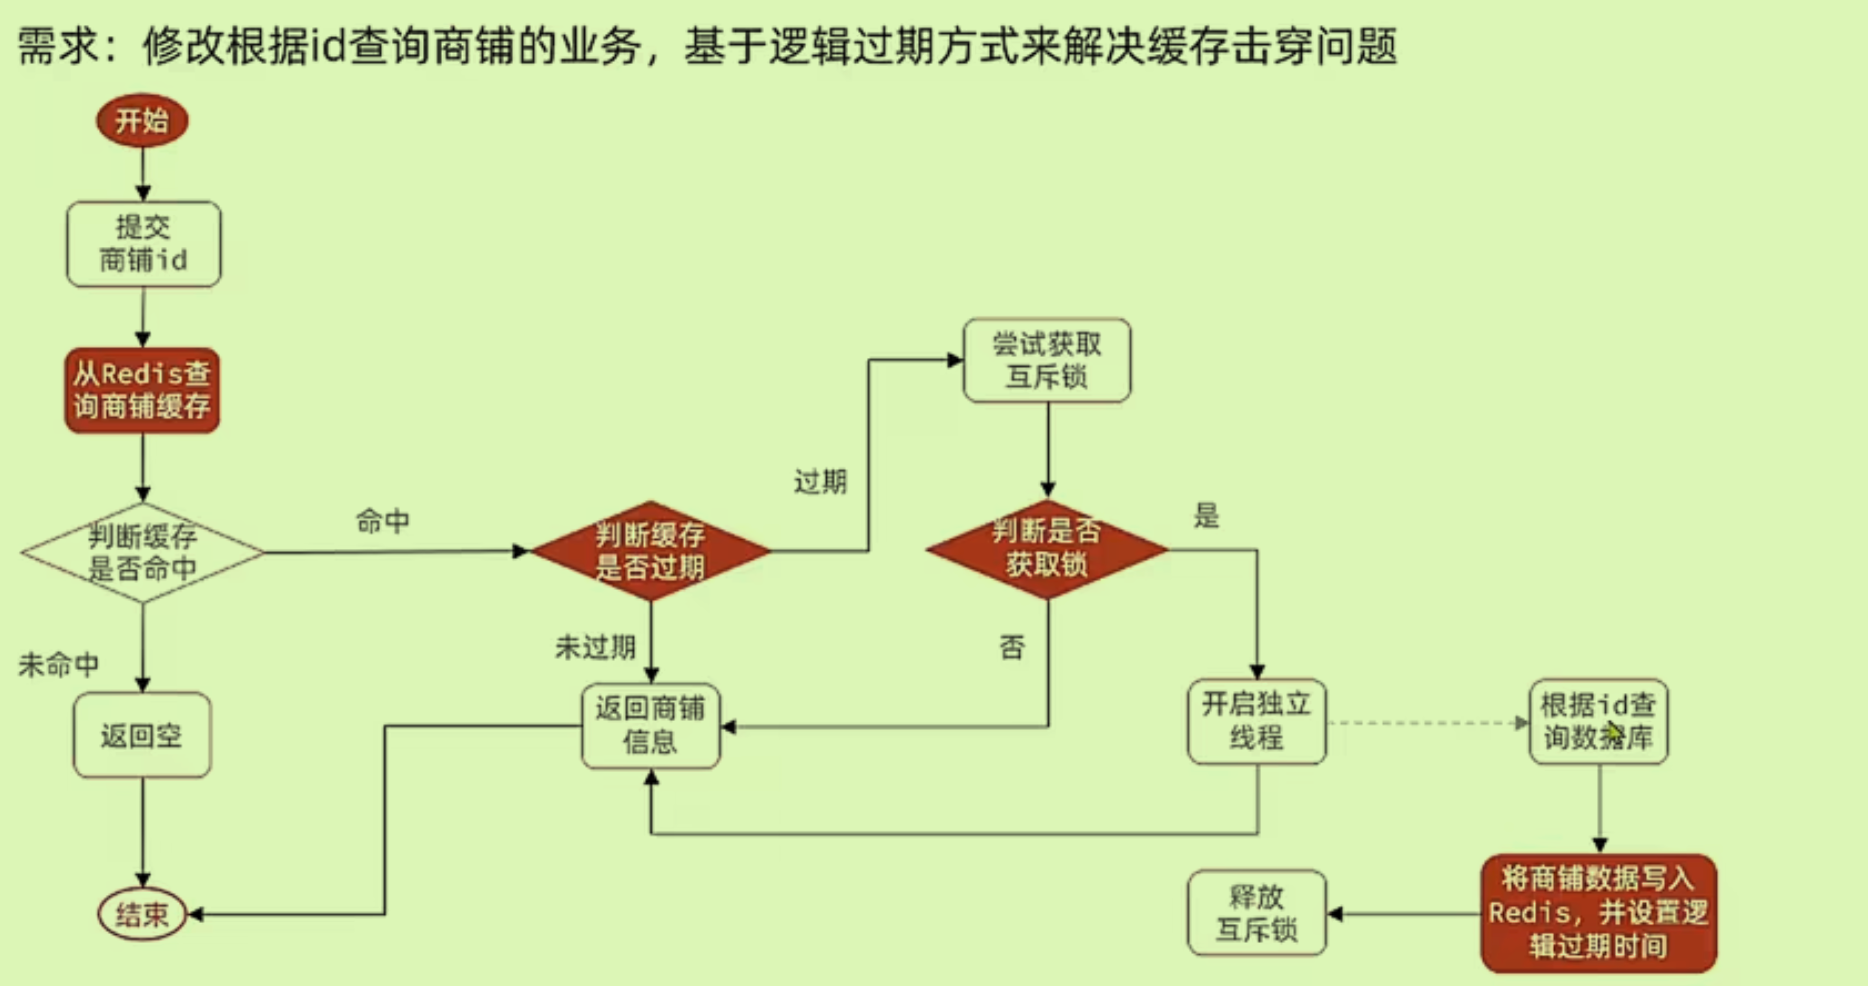 需求：修改根据id查询商铺的业务，基于逻辑过期方式来解决缓存击穿问题
开始
提交
商铺id
从Redis查
询商铺缓存
判断缓存
是否命中
命中
未命中
返回空
结束
判断缓存
是否过期
过期
未过期
返回商铺
信息
尝试获取
互斥锁
判断是否
获取锁
是
否
开启独立
线程
根据id查
询数据库
将商铺数据写入
Redis，并设置逻
辑过期时间
释放
互斥锁